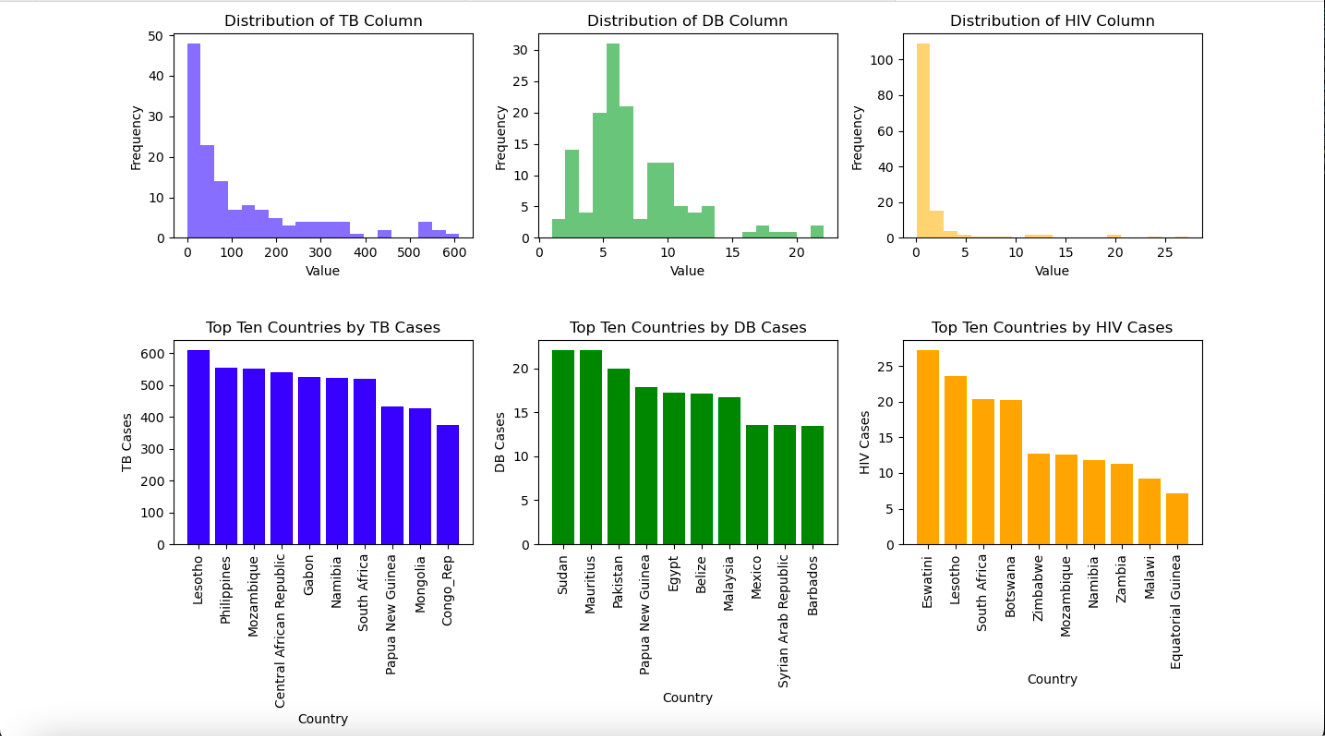 Distribution of TB Column
50
40
30
20
10
0
Frequency
0 100 200 300 400 500 600
Value
Distribution of DB Column
30
25
20
15
10
5
0
Frequency
0 5 10 15 20
Value
Distribution of HIV Column
100
80
60
40
20
0
Frequency
0 5 10 15 20 25
Value
Top Ten Countries by TB Cases
600
500
400
300
200
100
0
TB Cases
Lesotho
Philippines
Mozambique
Central African Republic
Gabon
Namibia
South Africa
Papua New Guinea
Mongolia
Congo_Rep
Country
Top Ten Countries by DB Cases
20
15
10
5
0
DB Cases
Sudan
Mauritius
Pakistan
Papua New Guinea
Egypt
Belize
Malaysia
Mexico
Syrian Arab Republic
Barbados
Country
Top Ten Countries by HIV Cases
25
20
15
10
5
0
HIV Cases
Eswatini
Lesotho
South Africa
Botswana
Zimbabwe
Mozambique
Namibia
Zambia
Malawi
Equatorial Guinea
Country